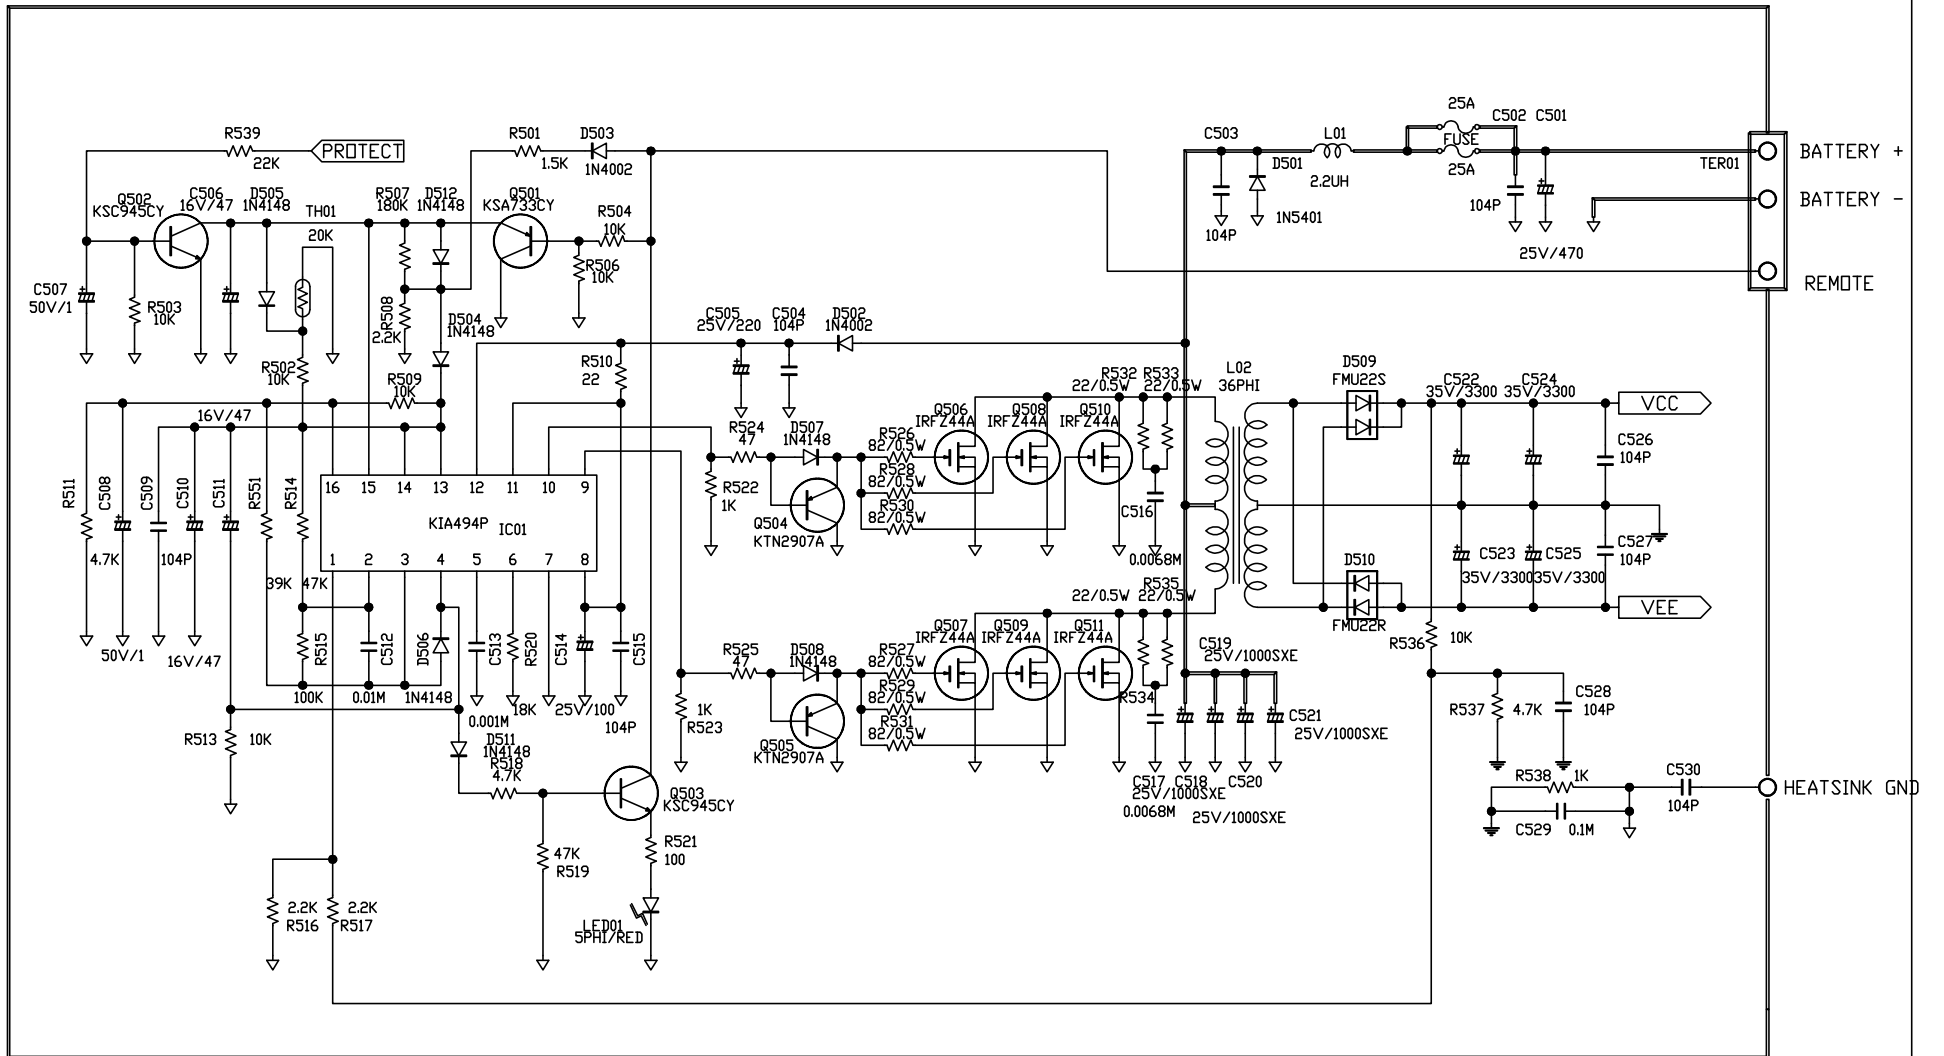 25A
C502 C501
R539
PROTECT
R501
D503
C503
L01
FUSE
22K
1.5K
1N4002
D501
25A
TER01
BATTERY +
Q502
KSC945CY
C506
16V/47
D505
1N4148
R507
180K
D512
1N4148
Q501
KSA733CY
2.2UH
TH01
R504
10K
1N5401
104P
BATTERY -
20K
104P
R506
10K
25V/470
REMOTE
C507
50V/1
R503
10K
R508
2.2K
D504
1N4148
C505
25V/220
C504
104P
D502
1N4002
R502
10K
R509
10K
R510
22
R532 R533
22/0.5W 22/0.5W
L02
36PHI
D509
FMU22S
C522
35V/3300
C524
35V/3300
VCC
16V/47
R524
47
D507
1N4148
Q506
IRFZ44A
Q508
IRFZ44A
Q510
IRFZ44A
R526
82/0.5W
R528
82/0.5W
R530
82/0.5W
C526
104P
R511
C508
C509
C510
C511
R551
R514
16 15 14 13 12 11 10 9
KIA494P
IC01
1 2 3 4 5 6 7 8
R522
1K
Q504
KTN2907A
C516
0.0068M
4.7K
104P
39K 47K
C523
35V/3300
C525
35V/3300
C527
104P
D510
FMU22R
VEE
50V/1
16V/47
R515
100K
C512
0.01M
D506
1N4148
C513
0.001M
R520
18K
C514
25V/100
C515
104P
R525
47
D508
1N4148
Q507
IRFZ44A
Q509
IRFZ44A
Q511
IRFZ44A
R535
22/0.5W 22/0.5W
R527
82/0.5W
R529
82/0.5W
R531
82/0.5W
R534
C519
25V/1000SXE
R536
10K
R513
10K
D511
1N4148
R518
4.7K
1K
R523
Q505
KTN2907A
C521
25V/1000SXE
R537
4.7K
C528
104P
Q503
KSC945CY
C517 C518 C520
25V/1000SXE
0.0068M
25V/1000SXE
R538
1K
C530
104P
HEATSINK GND
C529
0.1M
47K
R519
R521
100
2.2K
R516
2.2K
R517
LED01
5PHI/RED